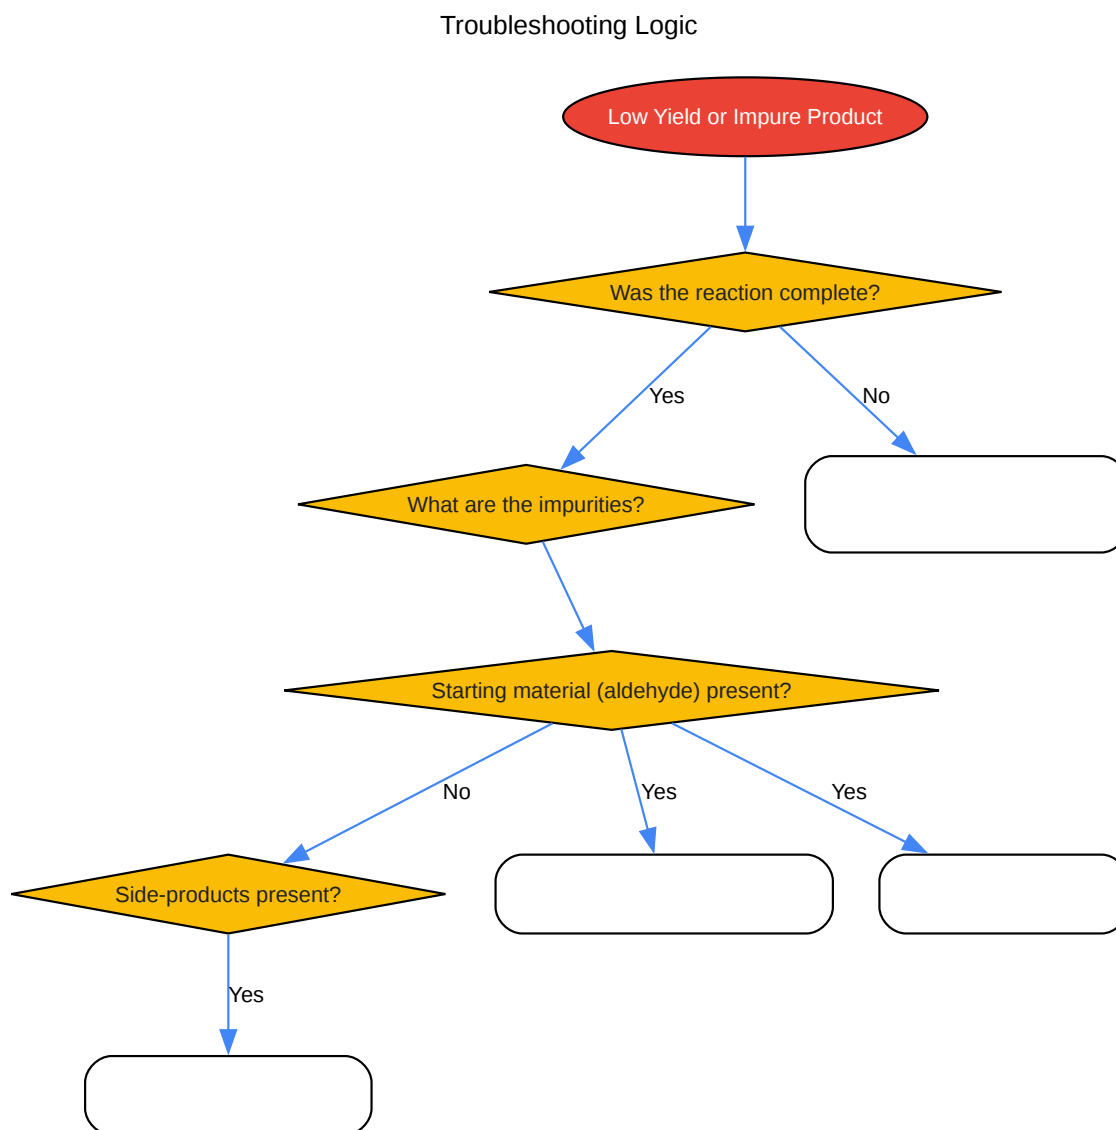 Troubleshooting Logic
Low Yield or Impure Product
Was the reaction complete?
Yes
No
What are the impurities?
Starting material (aldehyde) present?
No
Yes
Yes
Side-products present?
Yes